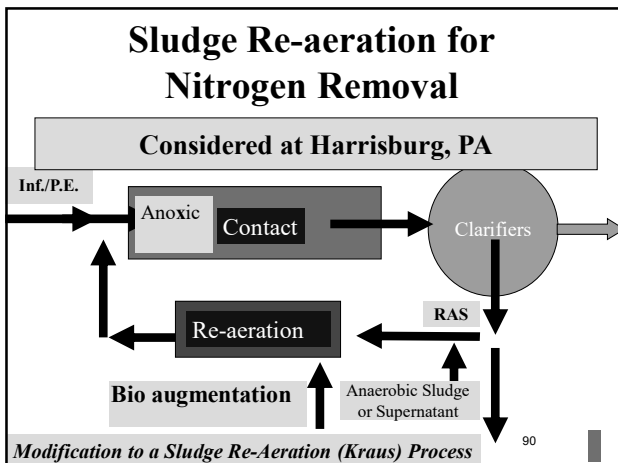 Sludge Re-aeration for
Nitrogen Removal
Considered at Harrisburg, PA
Inf./P.E.
Anoxic
Contact
Clarifiers
RAS
Re-aeration
Bio augmentation
Anaerobic Sludge
or Supernatant
Modification to a Sludge Re-Aeration (Kraus) Process
90